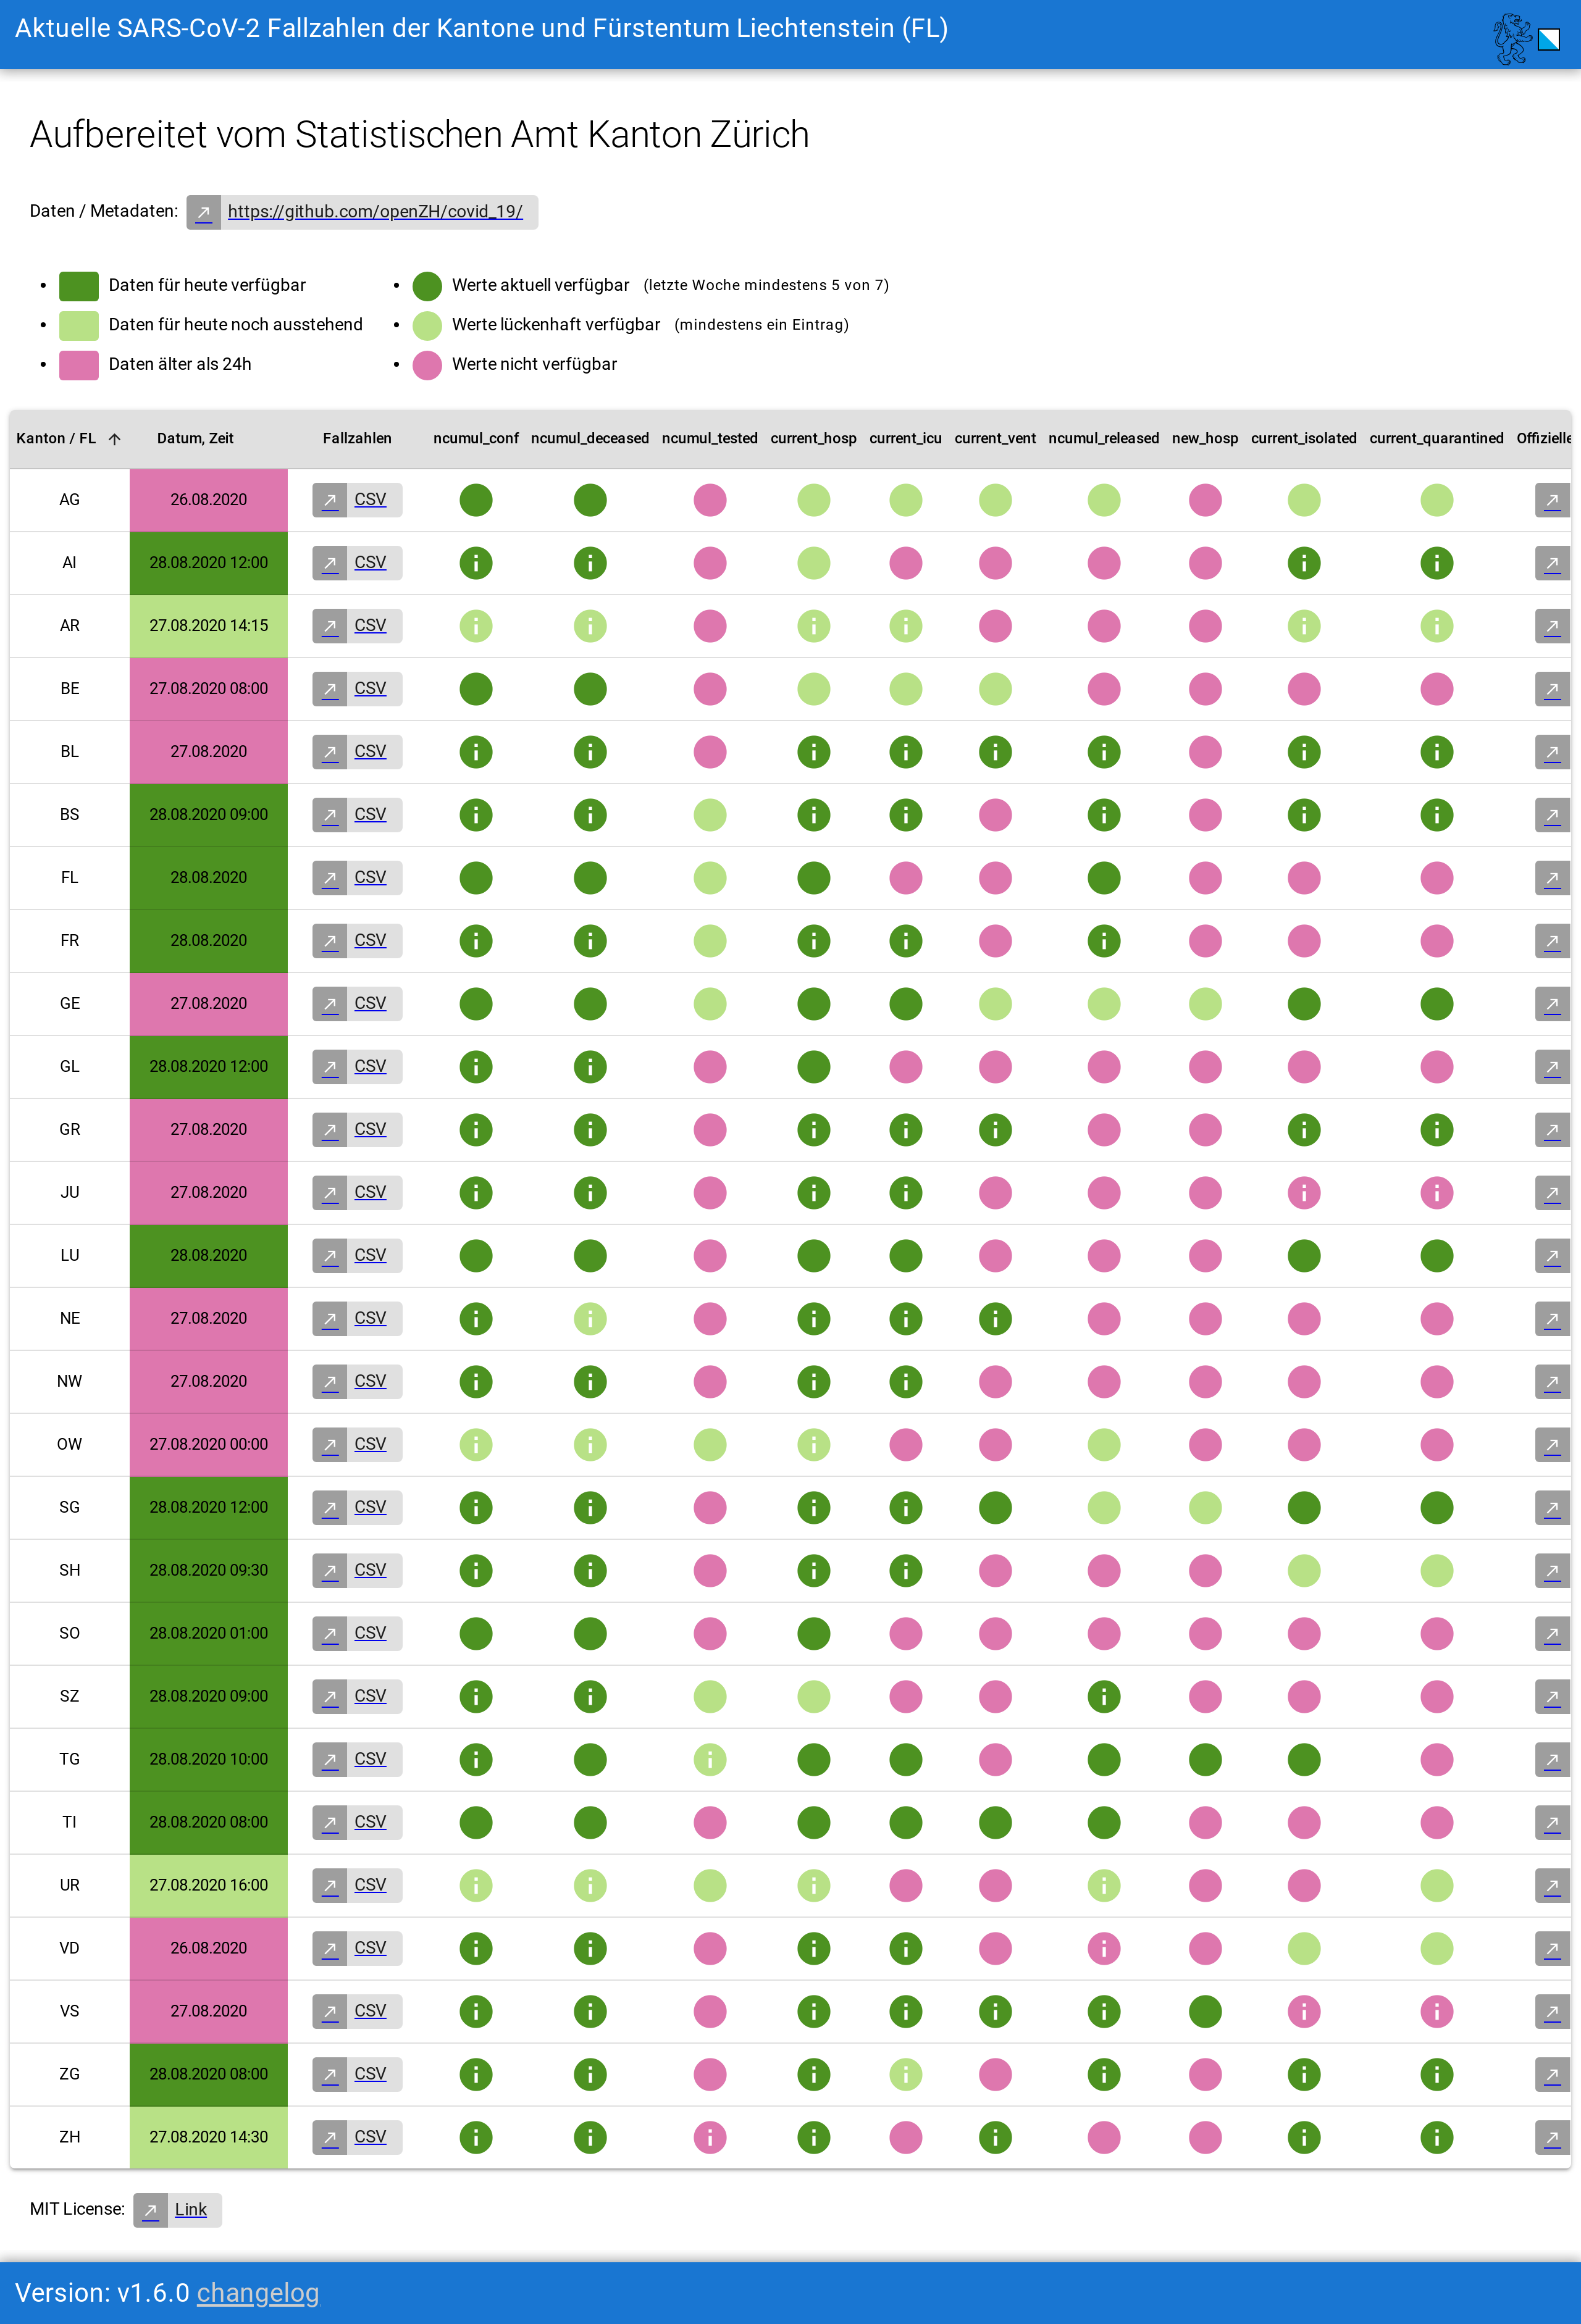 Aktuelle SARS-CoV-2 Fallzahlen der Kantone und Fürstentum Liechtenstein (FL)
Aufbereitet vom Statistischen Amt Kanton Zürich
Daten / Metadaten: https://github.com/openZH/covid_19/
Daten für heute verfügbar
Daten für heute noch ausstehend
Daten älter als 24h
Werte aktuell verfügbar (letzte Woche mindestens 5 von 7)
Werte lückenhaft verfügbar (mindestens ein Eintrag)
Werte nicht verfügbar
Kanton / FL Datum, Zeit Fallzahlen ncumul_conf ncumul_deceased ncumul_tested current_hosp current_icu current_vent ncumul_released new_hosp current_isolated current_quarantined Offizielle
AG 26.08.2020 CSV
AI 28.08.2020 12:00 CSV
AR 27.08.2020 14:15 CSV
BE 27.08.2020 08:00 CSV
BL 27.08.2020 CSV
BS 28.08.2020 09:00 CSV
FL 28.08.2020 CSV
FR 28.08.2020 CSV
GE 27.08.2020 CSV
GL 28.08.2020 12:00 CSV
GR 27.08.2020 CSV
JU 27.08.2020 CSV
LU 28.08.2020 CSV
NE 27.08.2020 CSV
NW 27.08.2020 CSV
OW 27.08.2020 00:00 CSV
SG 28.08.2020 12:00 CSV
SH 28.08.2020 09:30 CSV
SO 28.08.2020 01:00 CSV
SZ 28.08.2020 09:00 CSV
TG 28.08.2020 10:00 CSV
TI 28.08.2020 08:00 CSV
UR 27.08.2020 16:00 CSV
VD 26.08.2020 CSV
VS 27.08.2020 CSV
ZG 28.08.2020 08:00 CSV
ZH 27.08.2020 14:30 CSV
MIT License: Link
Version: v1.6.0 changelog